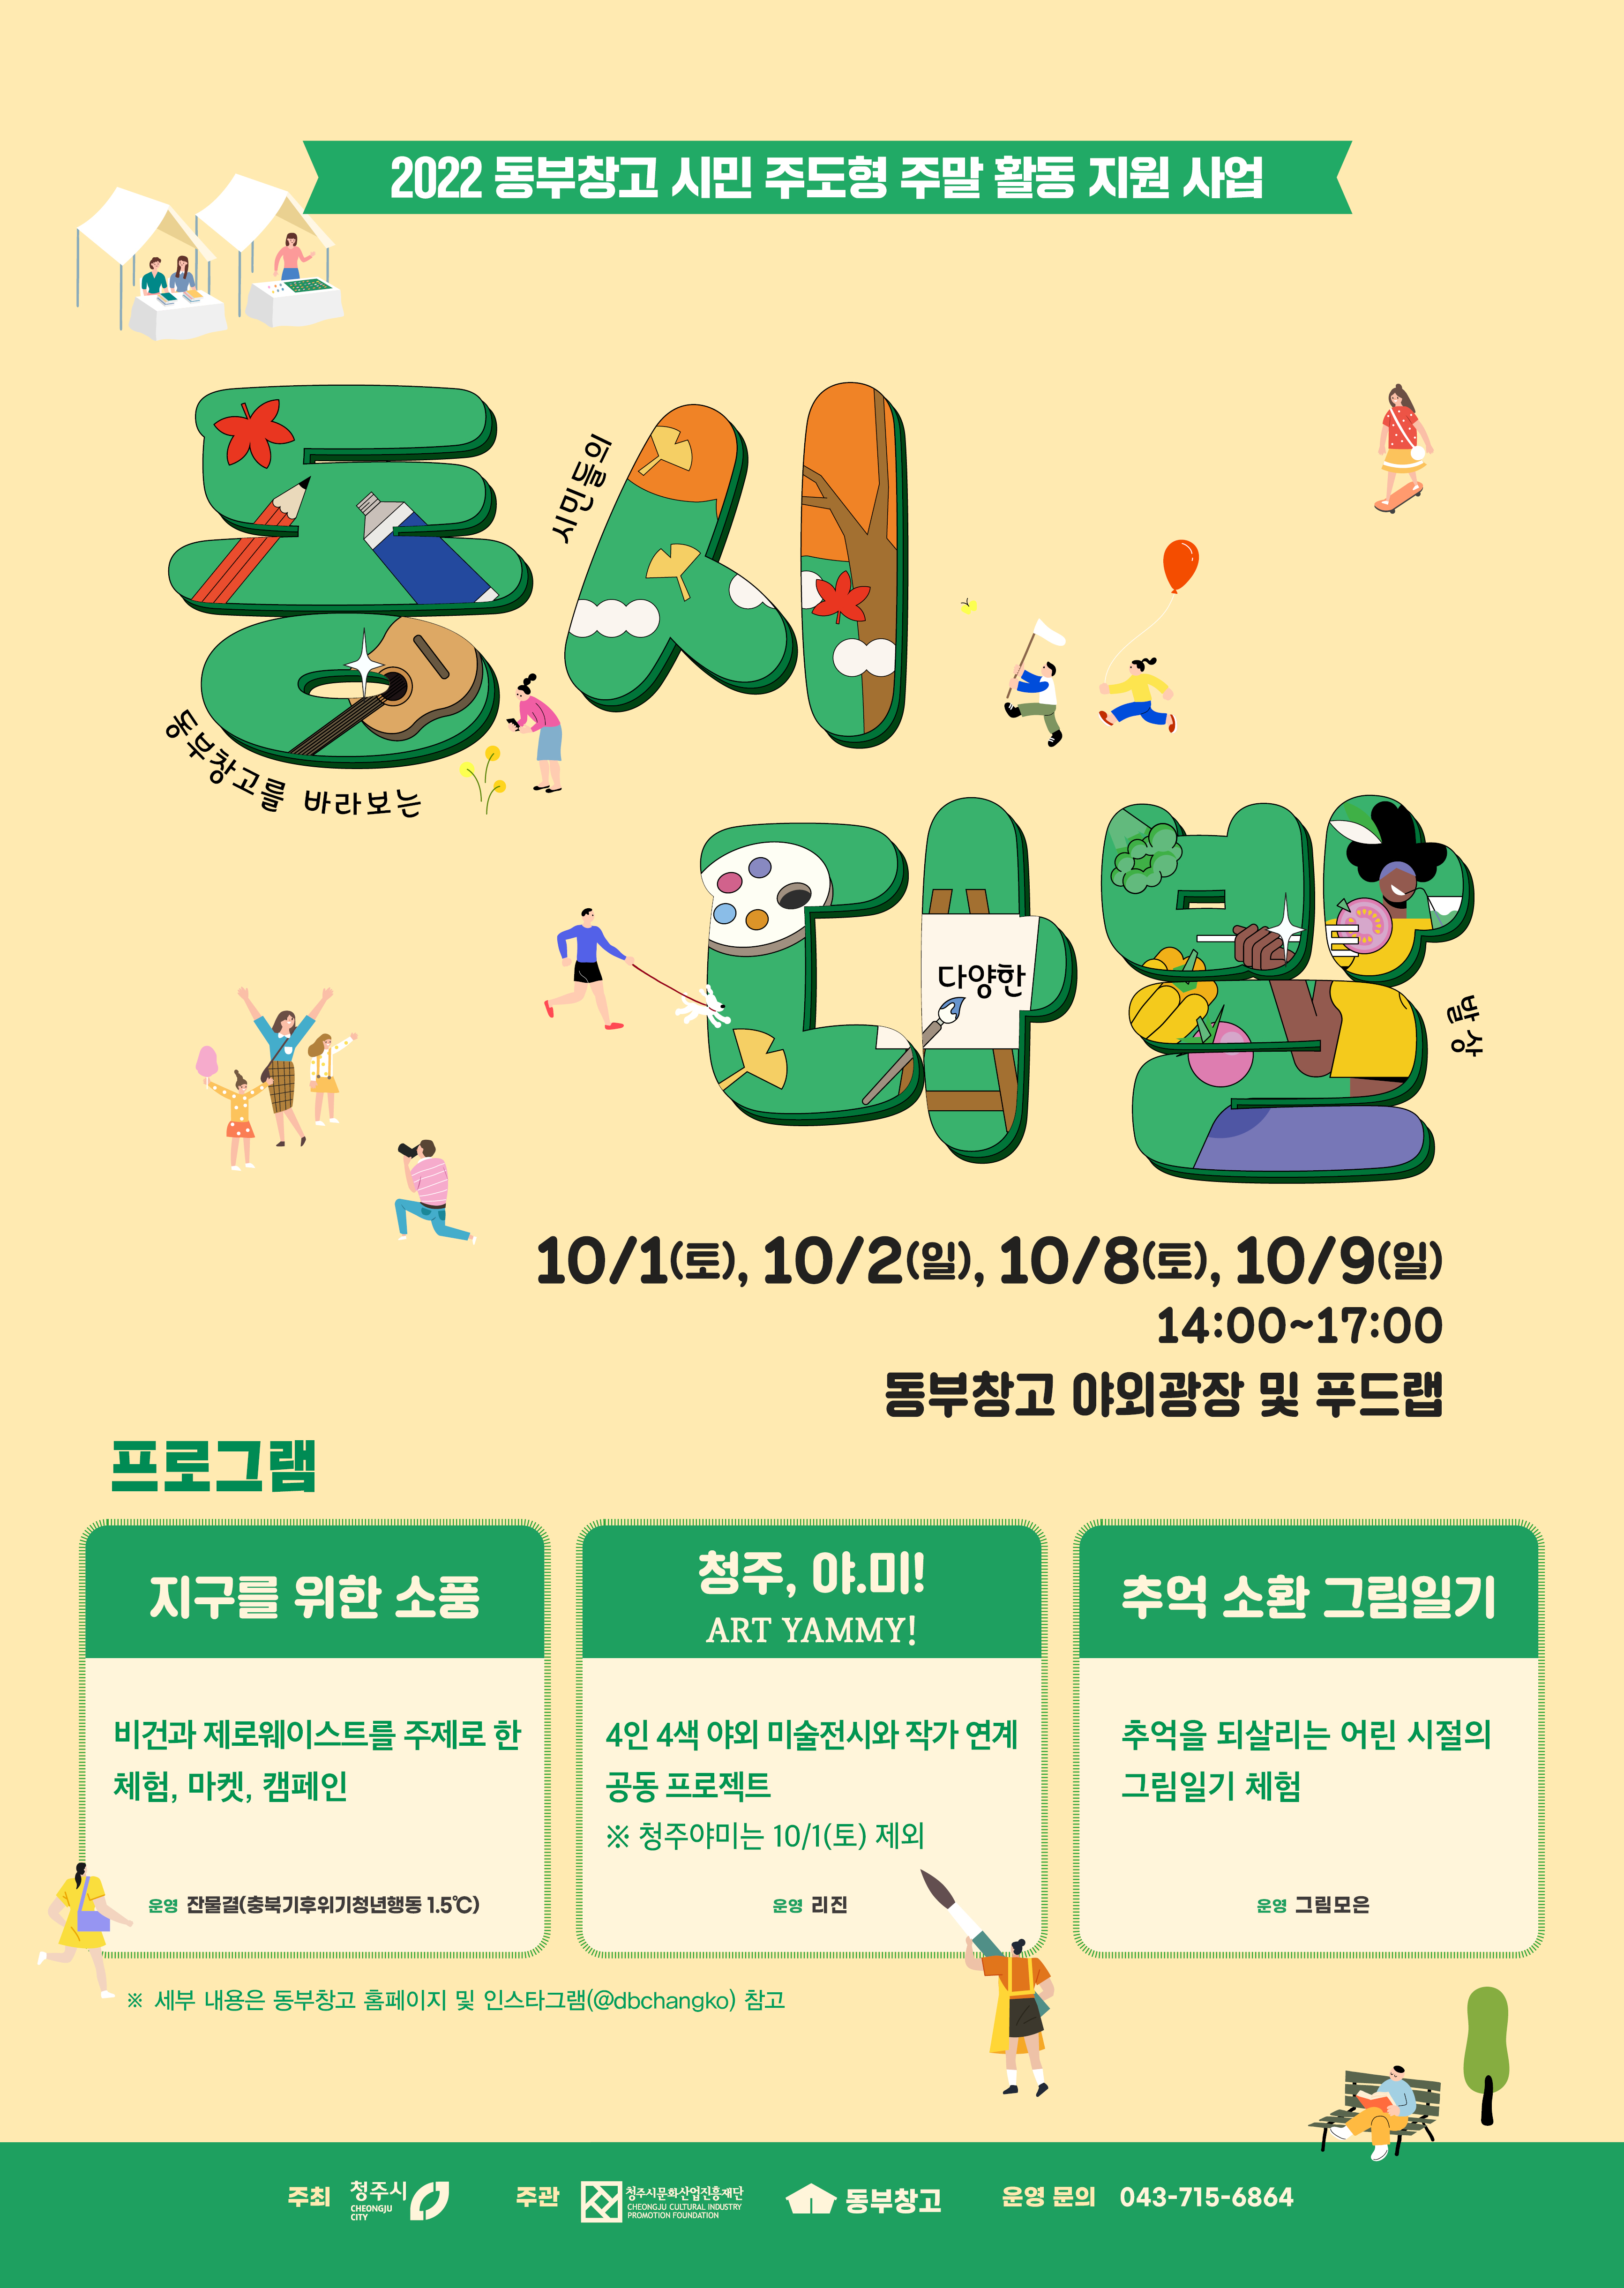 2022 동부창고 시민 주도형 주말 활동 지원 사업
동시다발
동부창고를 바라보는
시민들의
다양한
발상
10/1(토), 10/2(일), 10/8(토), 10/9(일)
14:00~17:00
동부창고 야외광장 및 푸드랩
프로그램
지구를 위한 소풍
비건과 제로웨이스트를 주제로 한
체험, 마켓, 캠페인
운영 잔물결(충북기후위기청년행동 1.5℃)
청주, 야.미!
ART YAMMY!
4인 4색 야외 미술전시와 작가 연계
공동 프로젝트
※ 청주야미는 10/1(토) 제외
운영 리진
추억 소환 그림일기
추억을 되살리는 어린 시절의
그림일기 체험
운영 그림모은
※ 세부 내용은 동부창고 홈페이지 및 인스타그램(@dbchangko) 참고
주최 청주시
CHEONGJU
CITY
주관 청주시문화산업진흥재단
CHEONGJU CULTURAL INDUSTRY
PROMOTION FOUNDATION
동부창고
운영 문의 043-715-6864